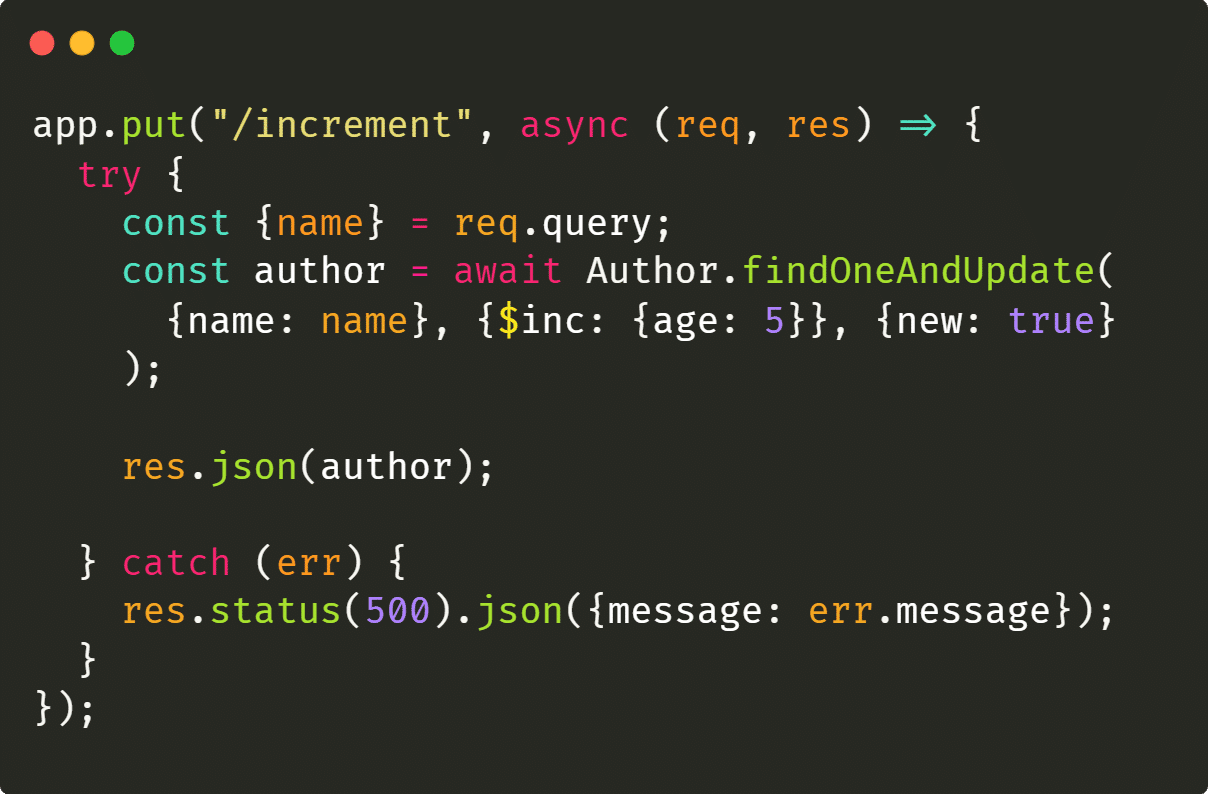 app.put("/increment", async (req, res) => {
  try {
    const {name} = req.query;
    const author = await Author.findOneAndUpdate(
      {name: name}, {$inc: {age: 5}}, {new: true}
    );

    res.json(author);

  } catch (err) {
    res.status(500).json({message: err.message});
  }
});